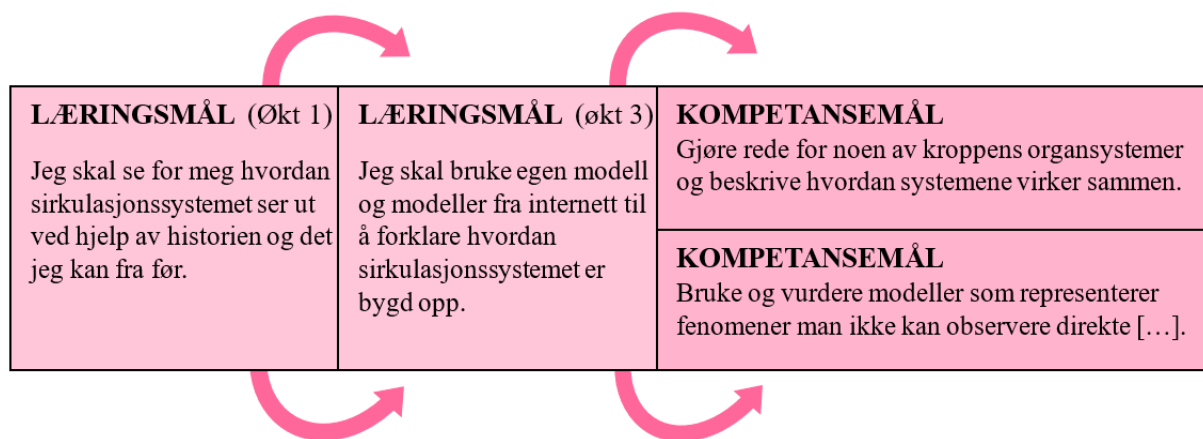 LÆRINGSMÅL (Økt 1)
Jeg skal se for meg hvordan
sirkulasjonssystemet ser ut
ved hjelp av historien og det
jeg kan fra før.
LÆRINGSMÅL (økt 3)
Jeg skal bruke egen modell
og modeller fra internett til
å forklare hvordan
sirkulasjonssystemet er
bygd opp.
KOMPETANSEMÅL
Gjøre rede for noen av kroppens organsystemer
og beskrive hvordan systemene virker sammen.
KOMPETANSEMÅL
Bruke og vurdere modeller som representerer
fenomener man ikke kan observere direkte […].